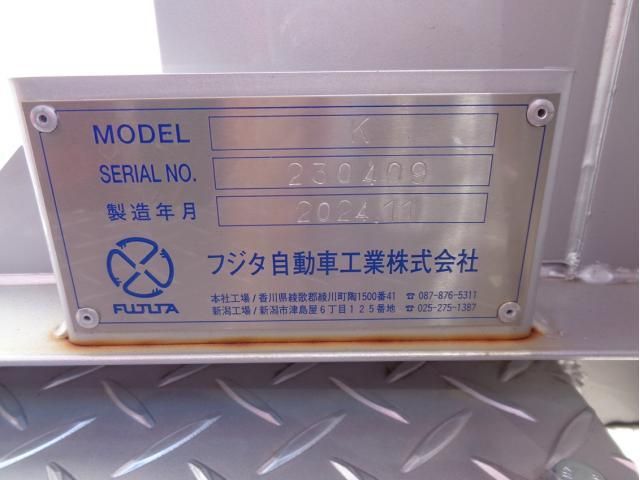 MODEL K
SERIAL NO. 230409
製造年月 2024.11
フジタ自動車工業株式会社
FUJITA
本社工場/香川県綾歌郡綾川町陶1500番41 ☎ 087-876-5311
新潟工場/新潟市津島屋6丁目125番地 ☎ 025-275-1387